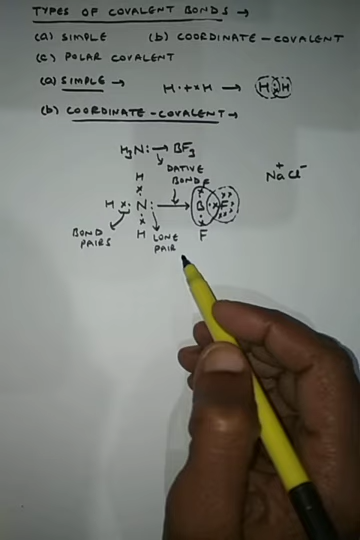 TYPES OF COVALENT BONDS →
(a) SIMPLE (b) COORDINATE-COVALENT
(c) POLAR COVALENT
(a) SIMPLE → H·+×H → H×·H
(b) COORDINATE-COVALENT →
H₃N: → BF₃
DATIVE
BOND
Na⁺Cl⁻
H F
H ×· N: → B ·× F
H F
BOND
PAIRS
LONE
PAIR